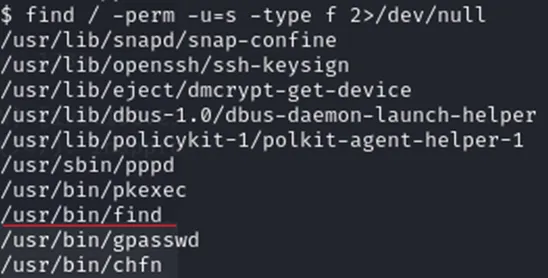 $ find / -perm -u=s -type f 2>/dev/null
/usr/lib/snapd/snap-confine
/usr/lib/openssh/ssh-keysign
/usr/lib/eject/dmcrypt-get-device
/usr/lib/dbus-1.0/dbus-daemon-launch-helper
/usr/lib/policykit-1/polkit-agent-helper-1
/usr/sbin/pppd
/usr/bin/pkexec
/usr/bin/find
/usr/bin/gpasswd
/usr/bin/chfn